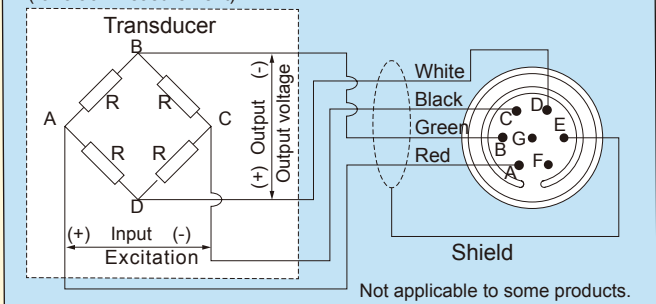 Transducer
B
R
R
A
C
R
R
D
(+) Output (-)
Output voltage
(+) Input (-)
Excitation
White
Black
Green
Red
C
D
E
B
G
A
F
Shield
Not applicable to some products.